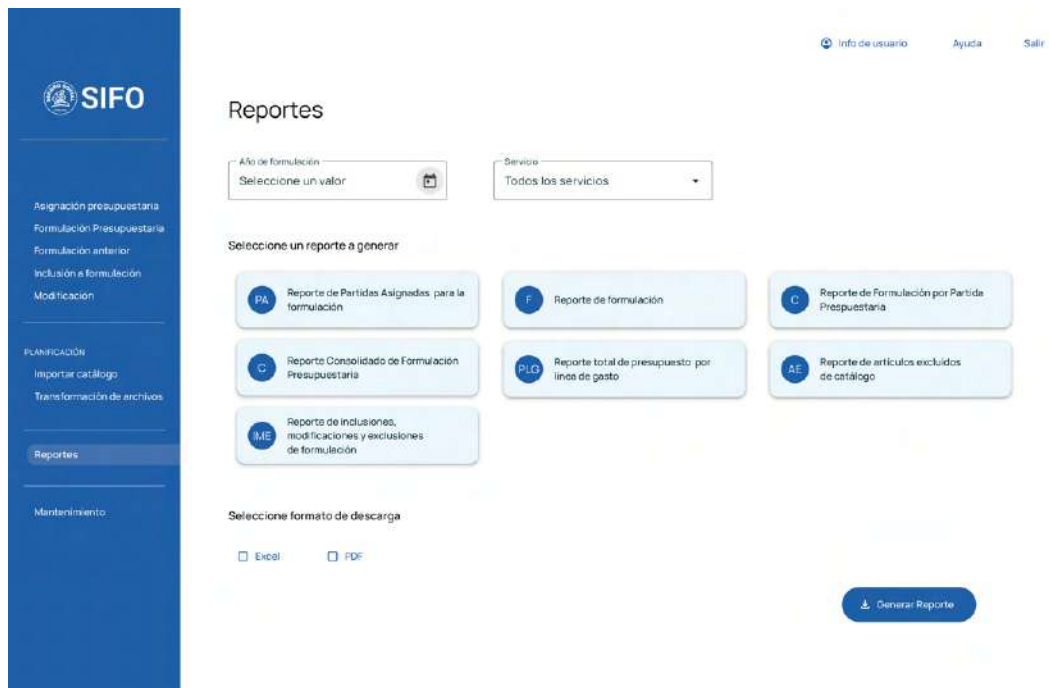 Info de usuario
Ayuda
Salir
SIFO
Reportes
Año de formulación
Seleccione un valor
Servicio
Todos los servicios
Asignación presupuestaria
Formulación Presupuestaria
Formulación anterior
Inclusión a formulación
Modificación
PLANIFICACIÓN
Importar catálogo
Transformación de archivos
Reportes
Mantenimiento
Seleccione un reporte a generar
PA
Reporte de Partidas Asignadas para la
formulación
F
Reporte de formulación
C
Reporte de Formulación por Partida
Prespuestaria
C
Reporte Consolidado de Formulación
Presupuestaria
PLG
Reporte total de presupuesto por
linea de gasto
AE
Reporte de artículos excluídos
de catálogo
IME
Reporte de inclusiones,
modificaciones y exclusiones
de formulación
Seleccione formato de descarga
Excel
PDF
Generar Reporte